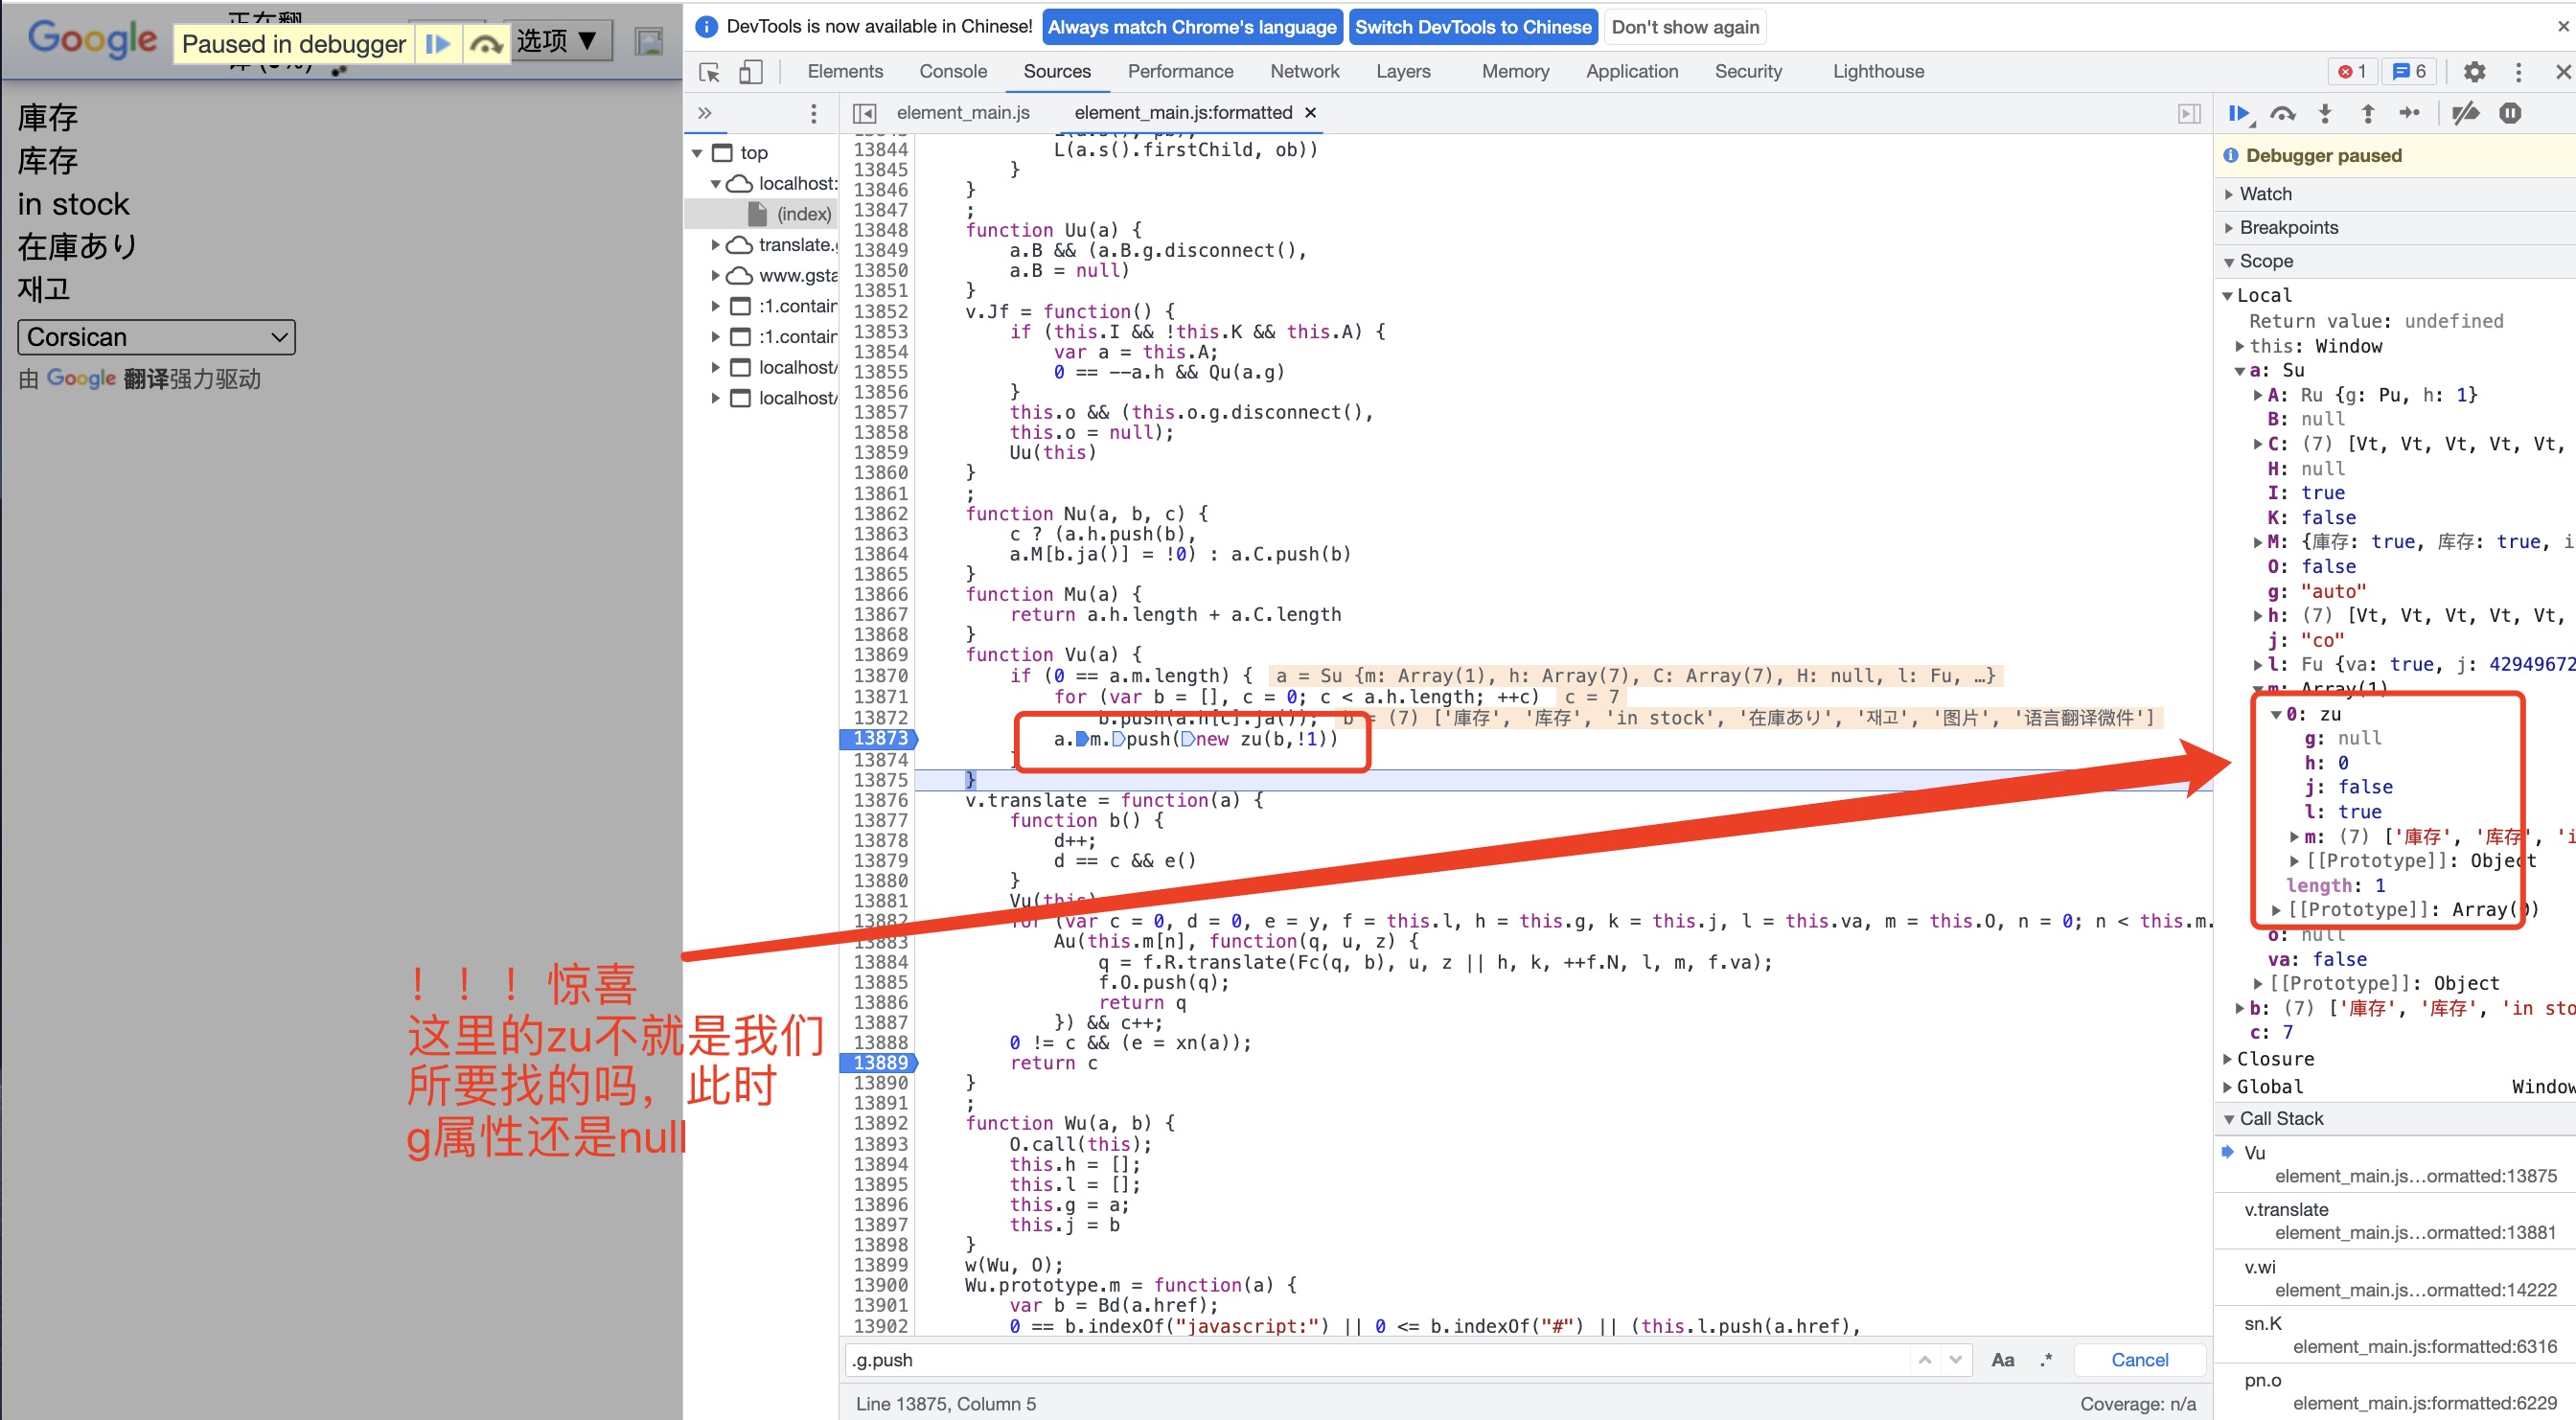 正在翻
Google
Paused in debugger
选项 ▼
庫存
库存
in stock
在庫あり
재고
Corsican
由 Google 翻译强力驱动
！！！惊喜
这里的zu不就是我们
所要找的吗，此时
g属性还是null
DevTools is now available in Chinese!
Always match Chrome's language
Switch DevTools to Chinese
Don't show again
Elements
Console
Sources
Performance
Network
Layers
Memory
Application
Security
Lighthouse
1
6
element_main.js
element_main.js:formatted
top
localhost:
(index)
translate.
www.gsta
:1.contain
:1.contain
localhost/
localhost/
13844 L(a.s().firstChild, ob))
13845 }
13846 }
13847 ;
13848 function Uu(a) {
13849 a.B && (a.B.g.disconnect(),
13850 a.B = null)
13851 }
13852 v.Jf = function() {
13853 if (this.I && !this.K && this.A) {
13854 var a = this.A;
13855 0 == --a.h && Qu(a.g)
13856 }
13857 this.o && (this.o.g.disconnect(),
13858 this.o = null);
13859 Uu(this)
13860 }
13861 ;
13862 function Nu(a, b, c) {
13863 c ? (a.h.push(b),
13864 a.M[b.ja()] = !0) : a.C.push(b)
13865 }
13866 function Mu(a) {
13867 return a.h.length + a.C.length
13868 }
13869 function Vu(a) {
13870 if (0 == a.m.length) { a = Su {m: Array(1), h: Array(7), C: Array(7), H: null, l: Fu, …}
13871 for (var b = [], c = 0; c < a.h.length; ++c) c = 7
13872 b.push(a.h[c].ja()); b = (7) ['庫存', '库存', 'in stock', '在庫あり', '재고', '图片', '语言翻译微件']
13873 a.m.push(new zu(b,!1))
13874 }
13875 }
13876 v.translate = function(a) {
13877 function b() {
13878 d++;
13879 d == c && e()
13880 }
13881 Vu(this)
13882 for (var c = 0, d = 0, e = y, f = this.l, h = this.g, k = this.j, l = this.va, m = this.O, n = 0; n < this.m.
13883 Au(this.m[n], function(q, u, z) {
13884 q = f.R.translate(Fc(q, b), u, z || h, k, ++f.N, l, m, f.va);
13885 f.O.push(q);
13886 return q
13887 }) && c++;
13888 0 != c && (e = xn(a));
13889 return c
13890 }
13891 ;
13892 function Wu(a, b) {
13893 O.call(this);
13894 this.h = [];
13895 this.l = [];
13896 this.g = a;
13897 this.j = b
13898 }
13899 w(Wu, O);
13900 Wu.prototype.m = function(a) {
13901 var b = Bd(a.href);
13902 0 == b.indexOf("javascript:") || 0 <= b.indexOf("#") || (this.l.push(a.href),
.g.push
Aa
.*
Cancel
Line 13875, Column 5
Coverage: n/a
Debugger paused
Watch
Breakpoints
Scope
Local
Return value: undefined
this: Window
a: Su
A: Ru {g: Pu, h: 1}
B: null
C: (7) [Vt, Vt, Vt, Vt, Vt,
H: null
I: true
K: false
M: {庫存: true, 库存: true, i
O: false
g: "auto"
h: (7) [Vt, Vt, Vt, Vt, Vt,
j: "co"
l: Fu {va: true, j: 42949672
m: Array(1)
0: zu
g: null
h: 0
j: false
l: true
m: (7) ['庫存', '库存', 'i
[[Prototype]]: Object
length: 1
[[Prototype]]: Array(0)
o: null
va: false
[[Prototype]]: Object
b: (7) ['庫存', '库存', 'in sto
c: 7
Closure
Global Window
Call Stack
Vu
element_main.js…ormatted:13875
v.translate
element_main.js…ormatted:13881
v.wi
element_main.js…ormatted:14222
sn.K
element_main.js:formatted:6316
pn.o
element_main.js:formatted:6229